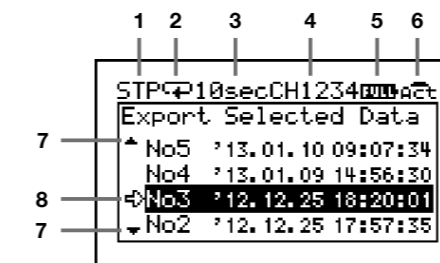 1 2 3 4 5 6
STP 10secCH1234 FULL Act
Export Selected Data
7
No5 '13.01.10 09:07:34
No4 '13.01.09 14:56:30
8 No3 '12.12.25 18:20:01
7 No2 '12.12.25 17:57:35